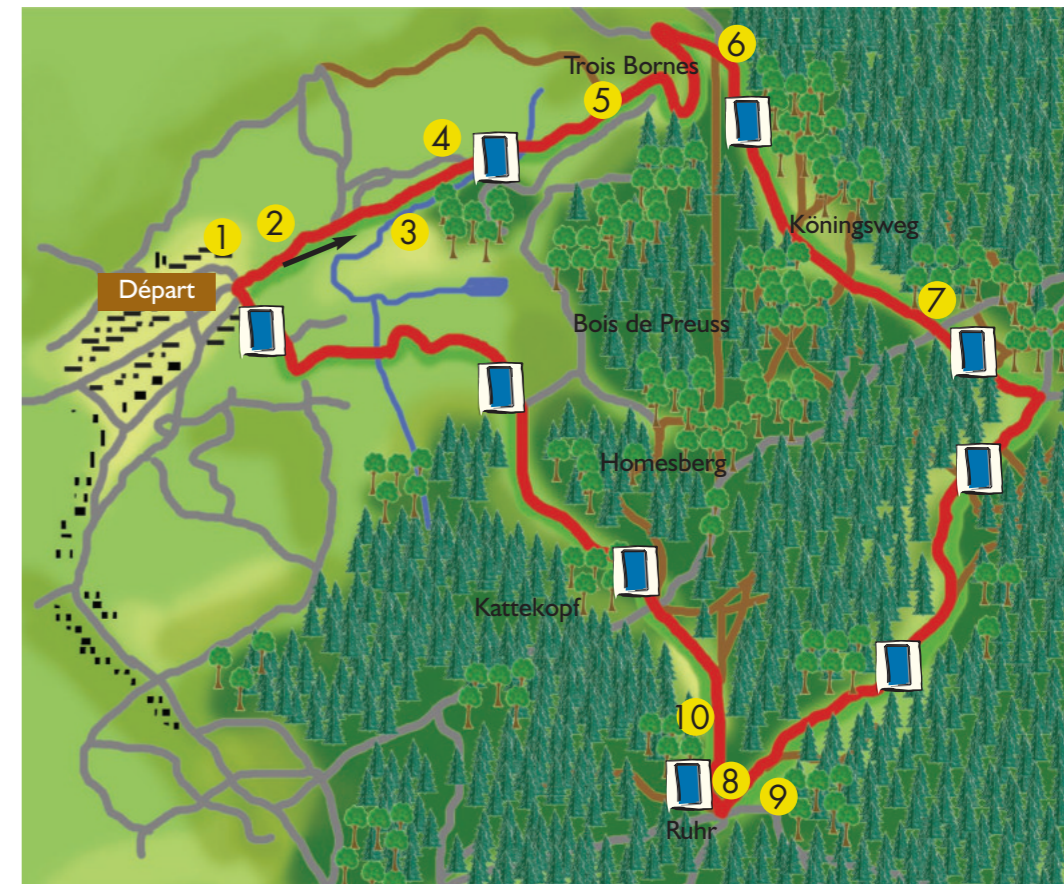 6
Trois Bornes
5
4
Köningsweg
3
2
1
Départ
7
Bois de Preuss
Homesberg
Kattekopf
10
8
9
Ruhr